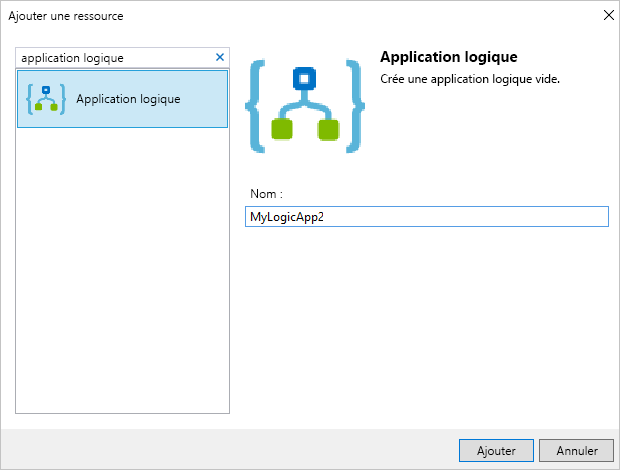 Ajouter une ressource
application logique
Application logique
Application logique
Crée une application logique vide.
Nom :
MyLogicApp2
Ajouter
Annuler